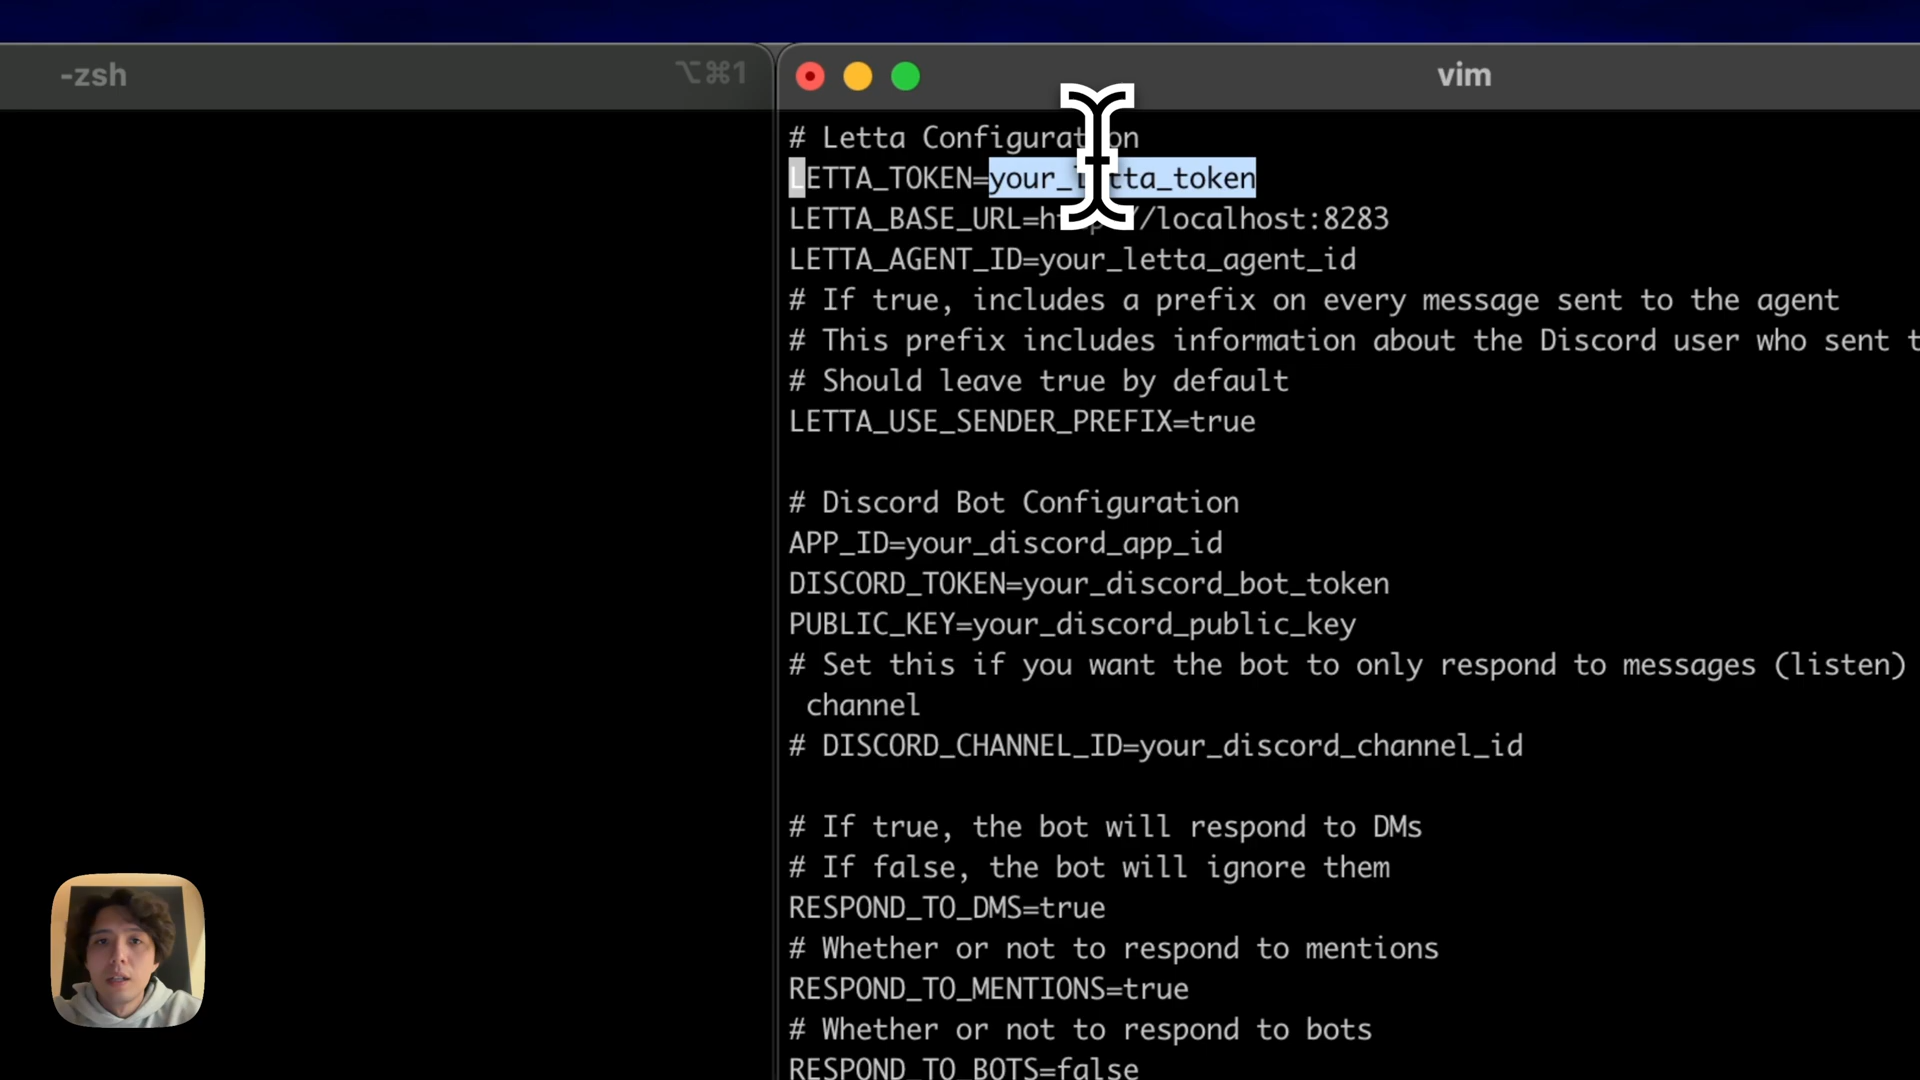 -zsh
⌥⌘1
vim
# Letta Configuration
LETTA_TOKEN=your_letta_token
LETTA_BASE_URL=http://localhost:8283
LETTA_AGENT_ID=your_letta_agent_id
# If true, includes a prefix on every message sent to the agent
# This prefix includes information about the Discord user who sent
# Should leave true by default
LETTA_USE_SENDER_PREFIX=true
# Discord Bot Configuration
APP_ID=your_discord_app_id
DISCORD_TOKEN=your_discord_bot_token
PUBLIC_KEY=your_discord_public_key
# Set this if you want the bot to only respond to messages (listen)
channel
# DISCORD_CHANNEL_ID=your_discord_channel_id
# If true, the bot will respond to DMs
# If false, the bot will ignore them
RESPOND_TO_DMS=true
# Whether or not to respond to mentions
RESPOND_TO_MENTIONS=true
# Whether or not to respond to bots
RESPOND_TO_BOTS=false